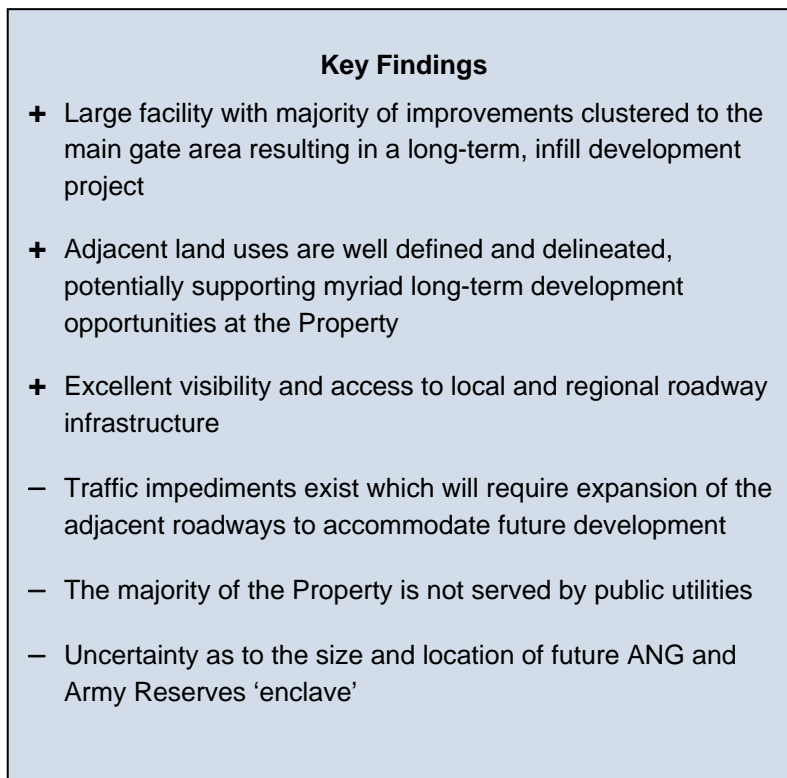 Key Findings
+ Large facility with majority of improvements clustered to the
main gate area resulting in a long-term, infill development
project
+ Adjacent land uses are well defined and delineated,
potentially supporting myriad long-term development
opportunities at the Property
+ Excellent visibility and access to local and regional roadway
infrastructure
– Traffic impediments exist which will require expansion of the
adjacent roadways to accommodate future development
– The majority of the Property is not served by public utilities
– Uncertainty as to the size and location of future ANG and
Army Reserves ‘enclave’